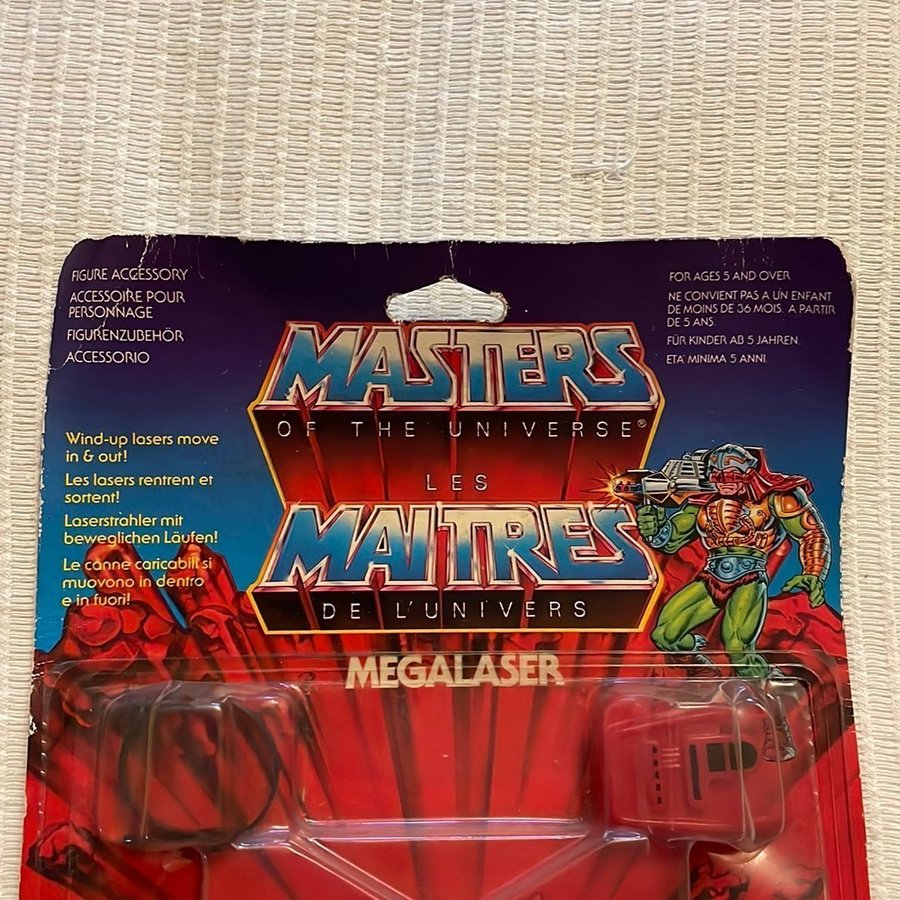 FIGURE ACCESSORY
ACCESSOIRE POUR
PERSONNAGE
FIGURENZUBEHÖR
ACCESSORIO
FOR AGES 5 AND OVER
NE CONVIENT PAS A UN ENFANT
DE MOINS DE 36 MOIS. A PARTIR
DE 5 ANS.
FÜR KINDER AB 5 JAHREN.
ETA' MINIMA 5 ANNI.
MASTERS
OF THE UNIVERSE®
LES
MAITRES
DE L'UNIVERS
Wind-up lasers move
in & out!
Les lasers rentrent et
sortent!
Laserstrahler mit
beweglichen Läufen!
Le canne caricabili si
muovono in dentro
e in fuori!
MEGALASER